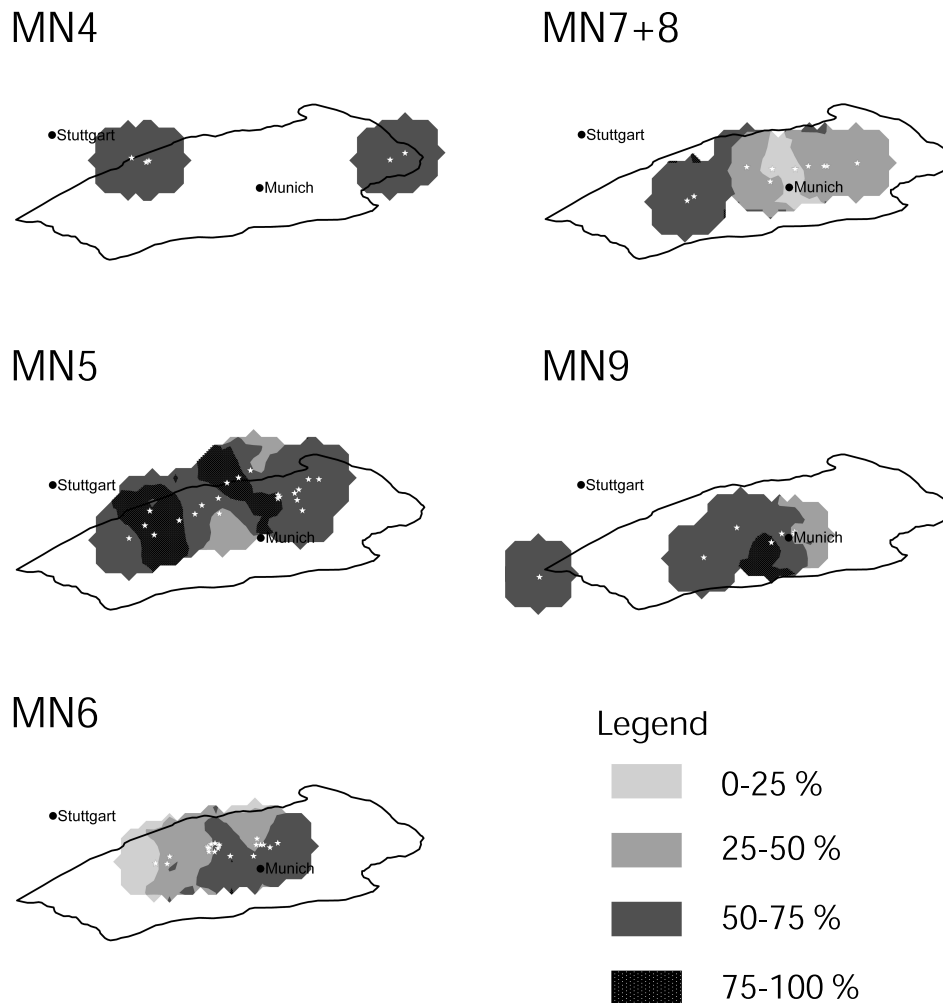 MN4
Stuttgart
Munich
MN7+8
Stuttgart
Munich
MN5
Stuttgart
Munich
MN9
Stuttgart
Munich
MN6
Stuttgart
Munich
Legend
0-25 %
25-50 %
50-75 %
75-100 %